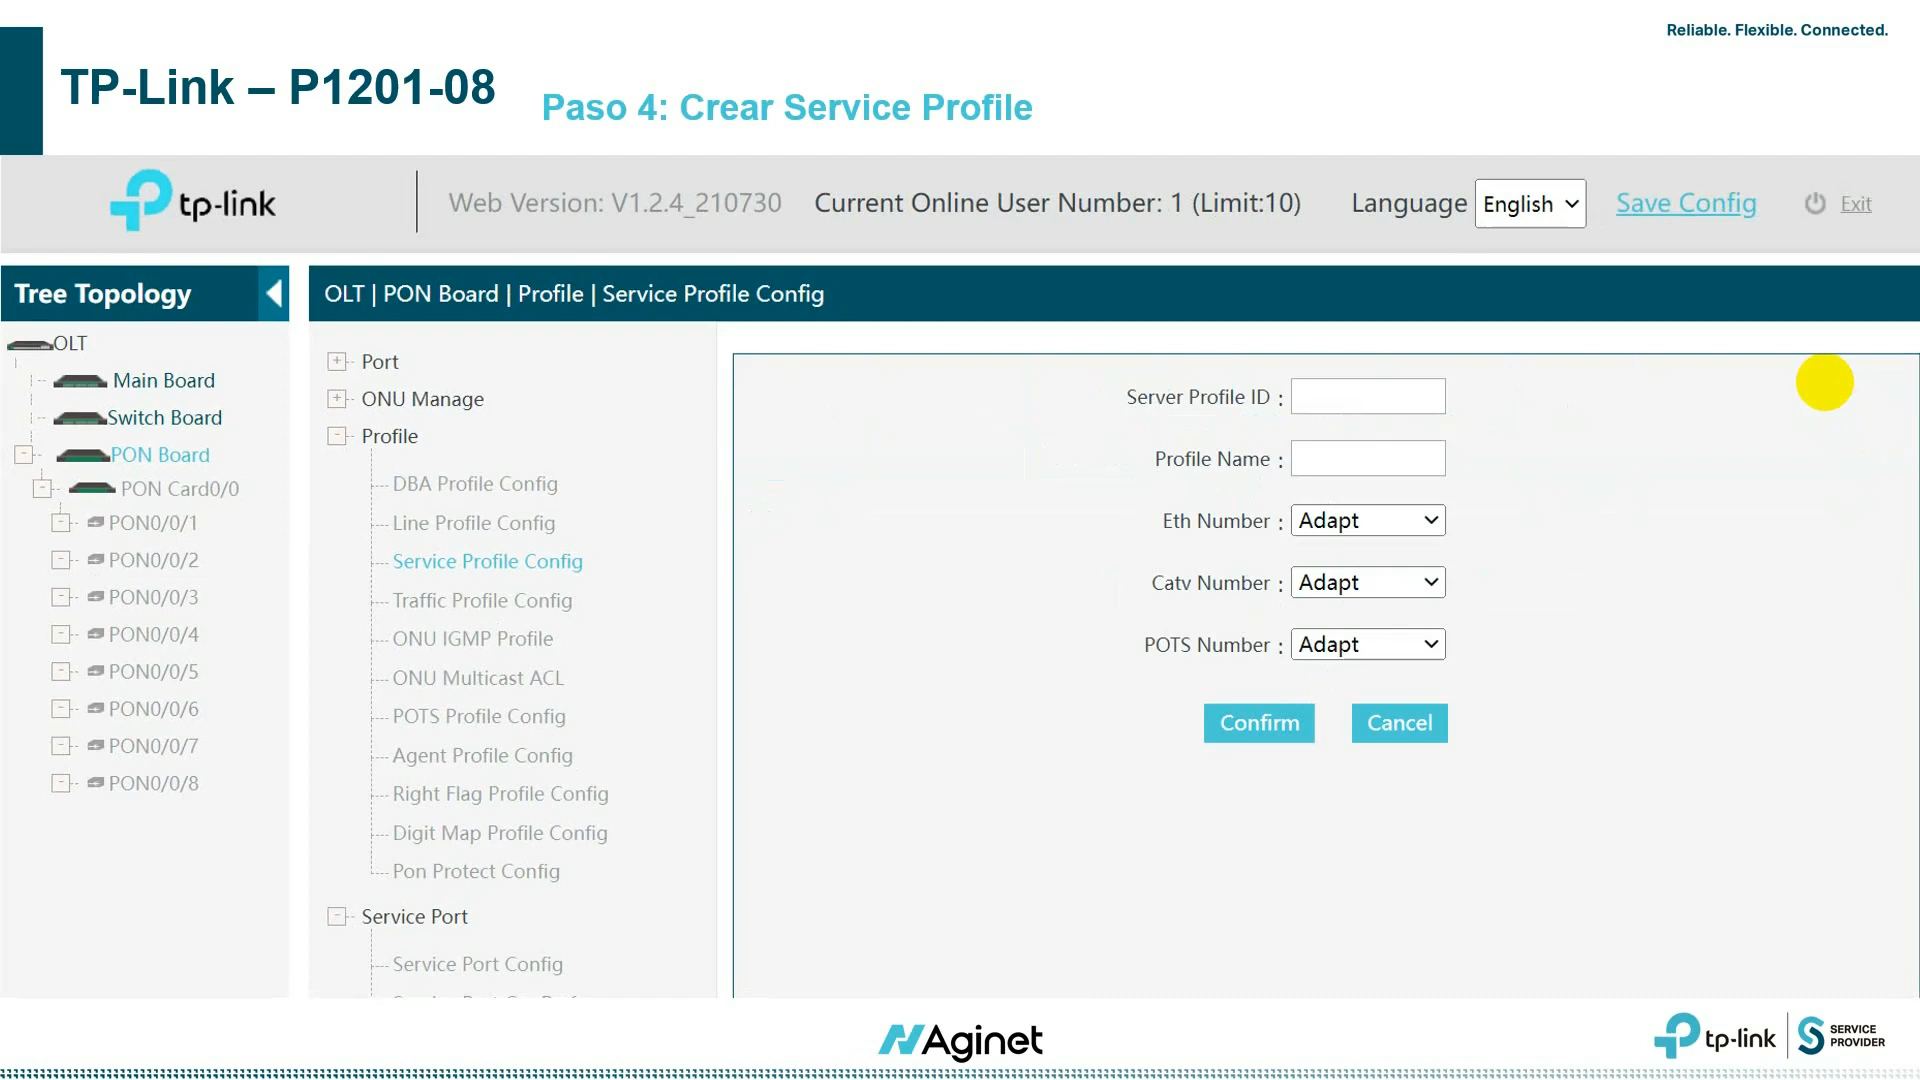 Reliable. Flexible. Connected.
TP-Link – P1201-08
Paso 4: Crear Service Profile
tp-link
Web Version: V1.2.4_210730
Current Online User Number: 1 (Limit:10)
Language
English
Save Config
Exit
Tree Topology
OLT
Main Board
Switch Board
PON Board
PON Card0/0
PON0/0/1
PON0/0/2
PON0/0/3
PON0/0/4
PON0/0/5
PON0/0/6
PON0/0/7
PON0/0/8
OLT | PON Board | Profile | Service Profile Config
Port
ONU Manage
Profile
DBA Profile Config
Line Profile Config
Service Profile Config
Traffic Profile Config
ONU IGMP Profile
ONU Multicast ACL
POTS Profile Config
Agent Profile Config
Right Flag Profile Config
Digit Map Profile Config
Pon Protect Config
Service Port
Service Port Config
Server Profile ID :
Profile Name :
Eth Number : Adapt
Catv Number : Adapt
POTS Number : Adapt
Confirm
Cancel
Aginet
tp-link
SERVICE
PROVIDER